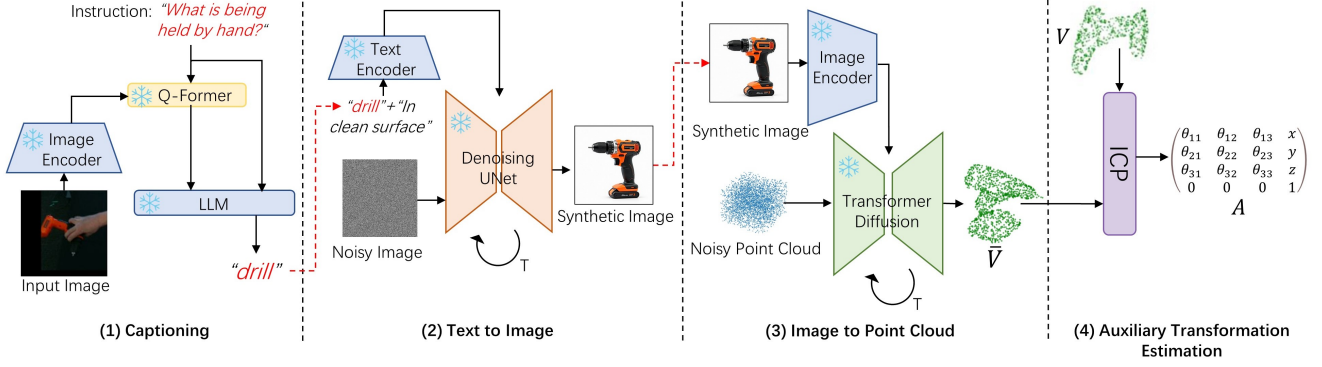 Instruction: "What is being
held by hand?"
Q-Former
Image
Encoder
LLM
Input Image
"drill"
(1) Captioning
Text
Encoder
"drill"+"In
clean surface"
Denoising
UNet
Noisy Image
T
Synthetic Image
(2) Text to Image
Synthetic Image
Image
Encoder
Noisy Point Cloud
Transformer
Diffusion
T
V̅
(3) Image to Point Cloud
V
ICP
θ11 θ12 θ13 x
θ21 θ22 θ23 y
θ31 θ32 θ33 z
0 0 0 1
A
(4) Auxiliary Transformation
Estimation